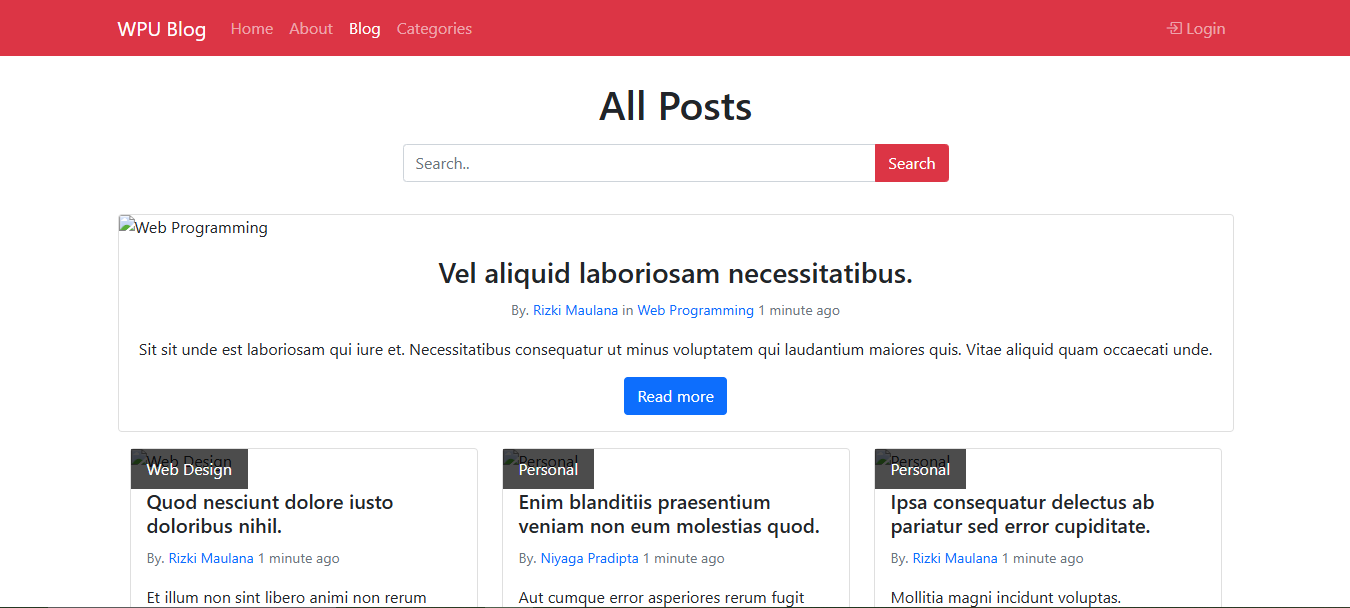 WPU Blog Home About Blog Categories Login
All Posts
Search.. Search
Web Programming
Vel aliquid laboriosam necessitatibus.
By. Rizki Maulana in Web Programming 1 minute ago
Sit sit unde est laboriosam qui iure et. Necessitatibus consequatur ut minus voluptatem qui laudantium maiores quis. Vitae aliquid quam occaecati unde.
Read more
Web Design
Web Design
Quod nesciunt dolore iusto
doloribus nihil.
By. Rizki Maulana 1 minute ago
Et illum non sint libero animi non rerum
Personal
Personal
Enim blanditiis praesentium
veniam non eum molestias quod.
By. Niyaga Pradipta 1 minute ago
Aut cumque error asperiores rerum fugit
Personal
Personal
Ipsa consequatur delectus ab
pariatur sed error cupiditate.
By. Rizki Maulana 1 minute ago
Mollitia magni incidunt voluptas.